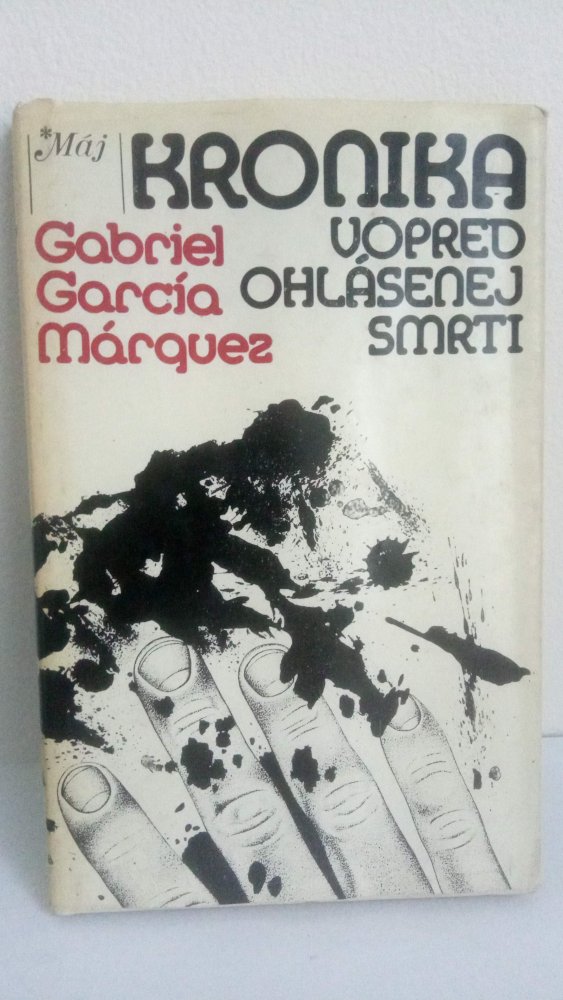 *Máj
KRONIKA
VOPRED
OHLÁSENEJ
SMRTI
Gabriel
García
Márquez